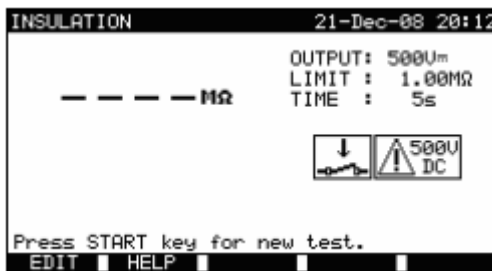 INSULATION 21-Dec-08 20:12
OUTPUT: 500V⎓
LIMIT : 1.00MΩ
– – – – MΩ
TIME : 5s
500V
DC
Press START key for new test.
EDIT HELP